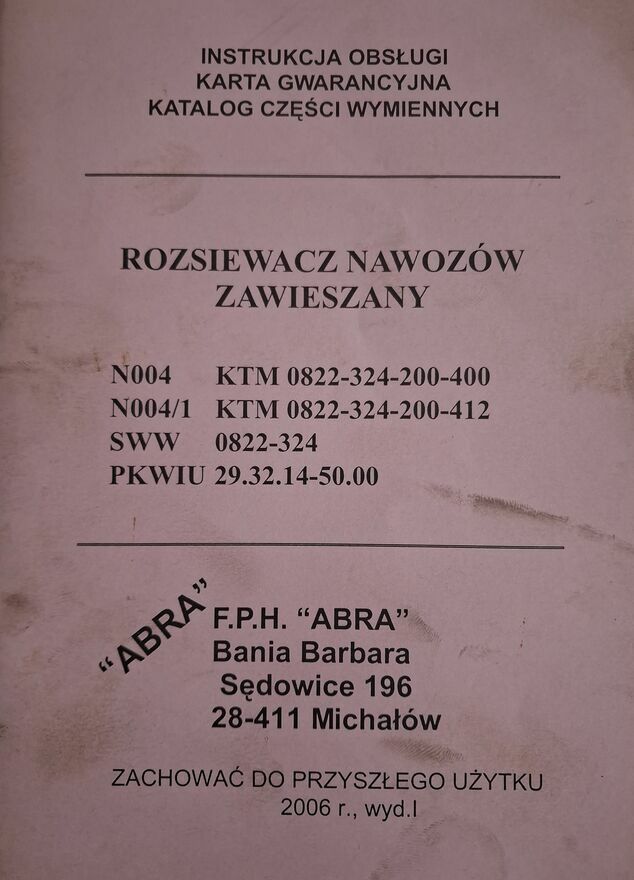 INSTRUKCJA OBSŁUGI
KARTA GWARANCYJNA
KATALOG CZĘŚCI WYMIENNYCH
ROZSIEWACZ NAWOZÓW
ZAWIESZANY
N004 KTM 0822-324-200-400
N004/1 KTM 0822-324-200-412
SWW 0822-324
PKWIU 29.32.14-50.00
“ABRA”
F.P.H. “ABRA”
Bania Barbara
Sędowice 196
28-411 Michałów
ZACHOWAĆ DO PRZYSZŁEGO UŻYTKU
2006 r., wyd.I